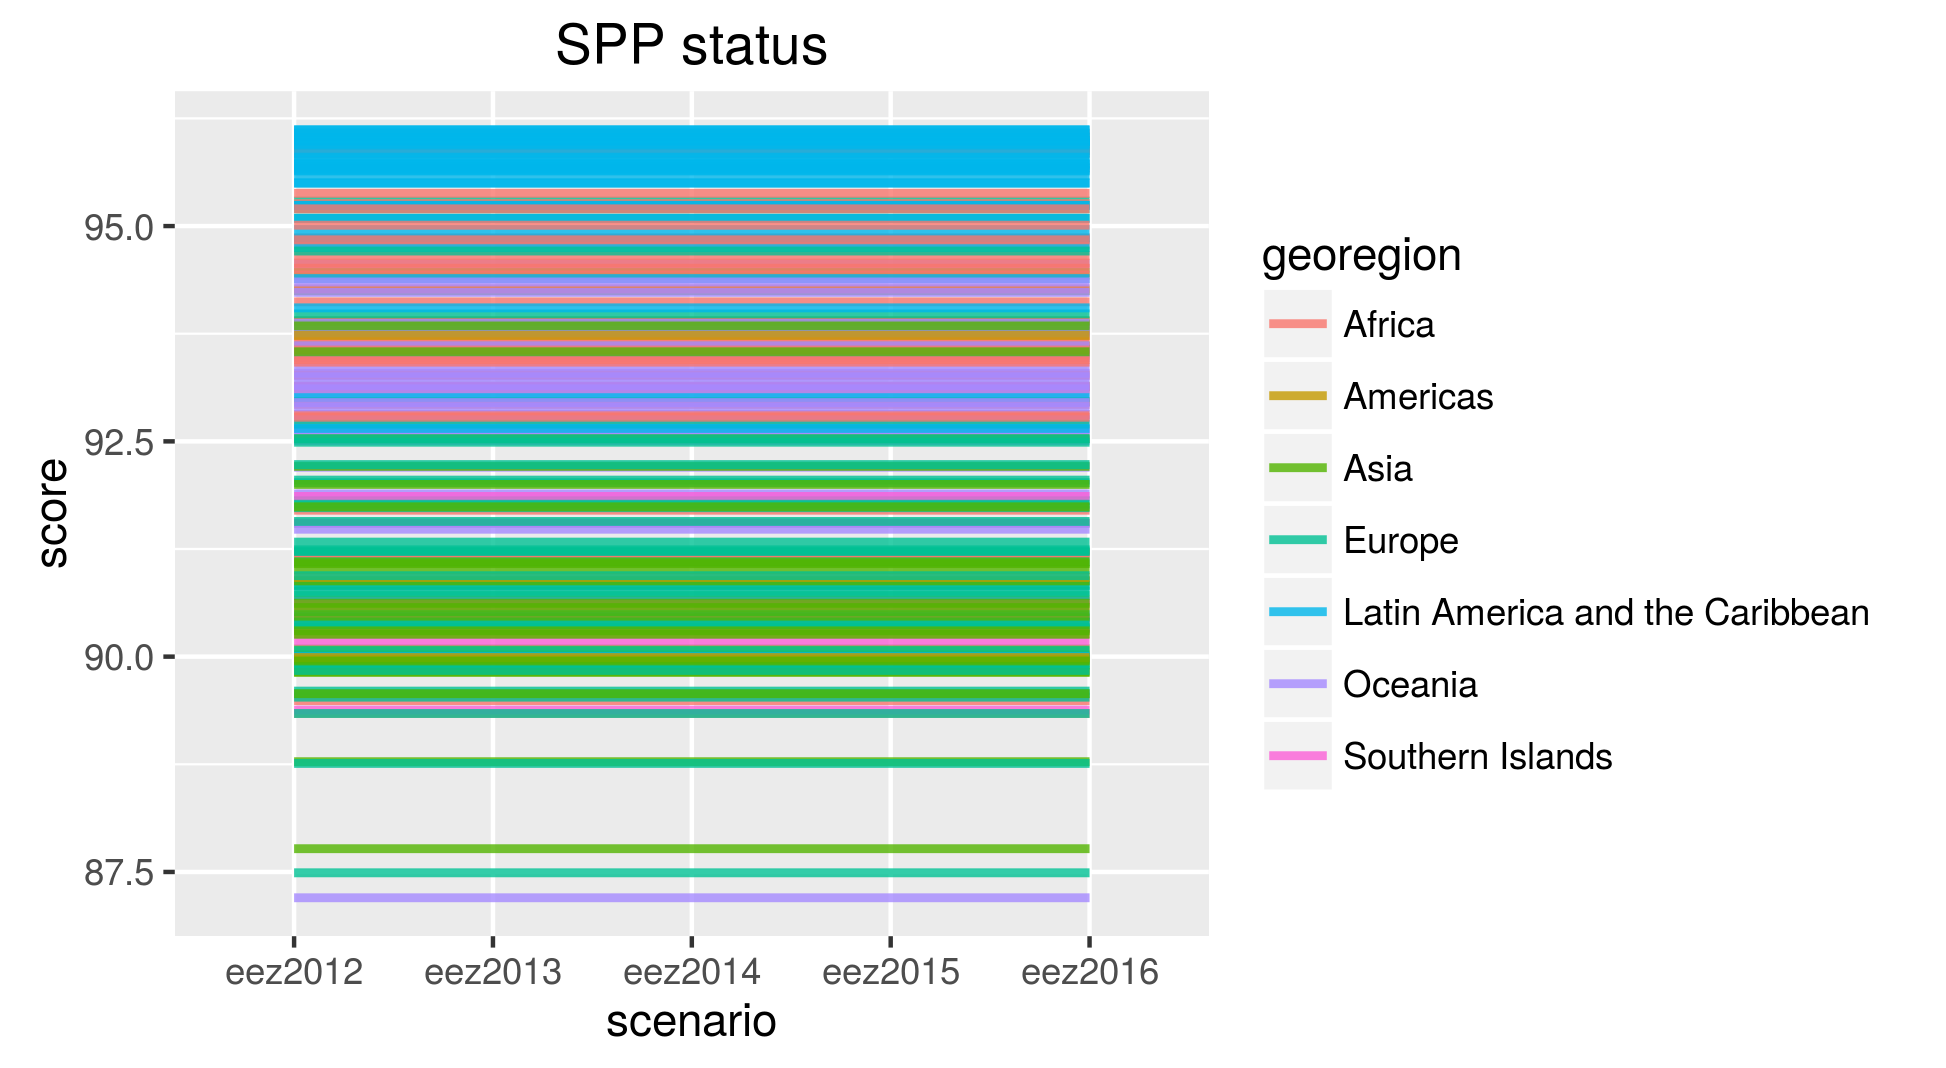 SPP status
score
95.0
92.5
90.0
87.5
eez2012 eez2013 eez2014 eez2015 eez2016
scenario
georegion
Africa
Americas
Asia
Europe
Latin America and the Caribbean
Oceania
Southern Islands